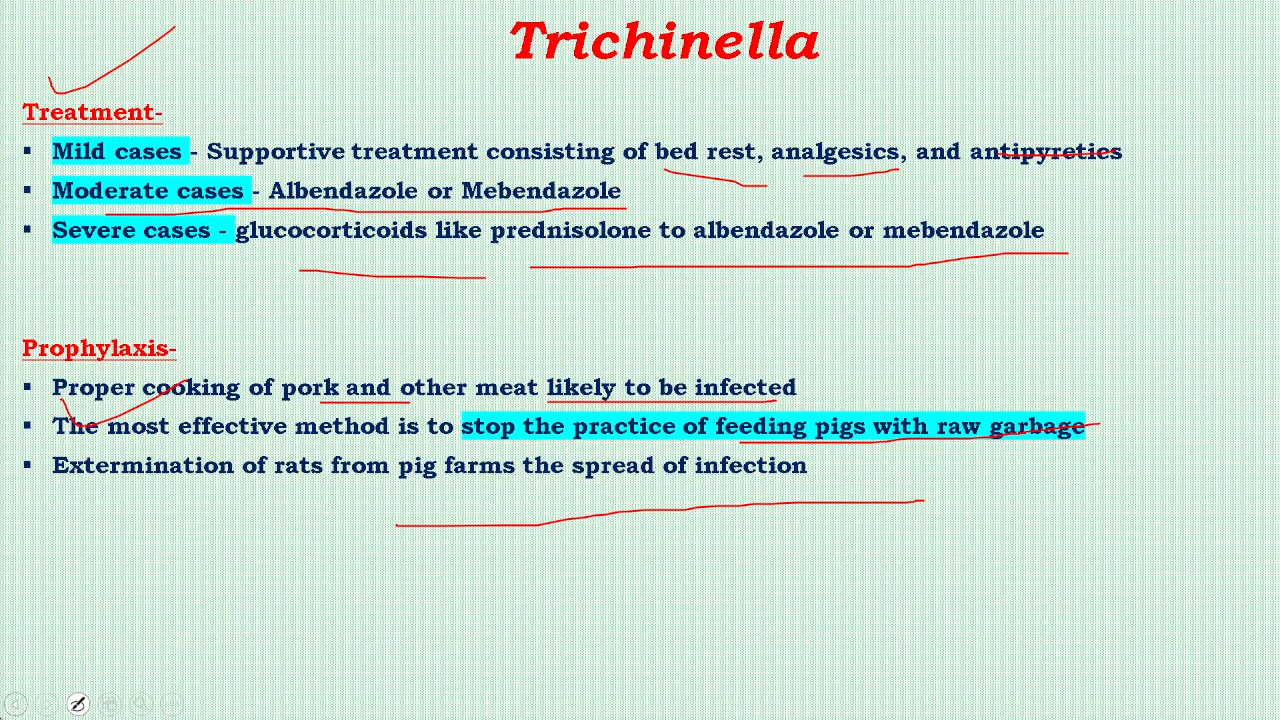 Trichinella
Treatment-
▪ Mild cases - Supportive treatment consisting of bed rest, analgesics, and antipyretics
▪ Moderate cases - Albendazole or Mebendazole
▪ Severe cases - glucocorticoids like prednisolone to albendazole or mebendazole
Prophylaxis-
▪ Proper cooking of pork and other meat likely to be infected
▪ The most effective method is to stop the practice of feeding pigs with raw garbage
▪ Extermination of rats from pig farms the spread of infection